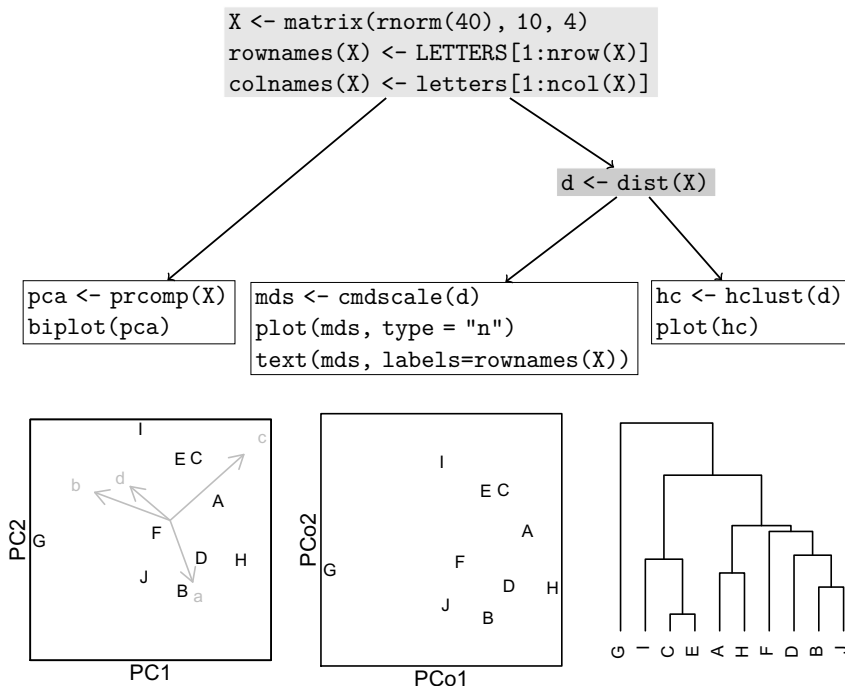 X <- matrix(rnorm(40), 10, 4)
rownames(X) <- LETTERS[1:nrow(X)]
colnames(X) <- letters[1:ncol(X)]
d <- dist(X)
pca <- prcomp(X)
biplot(pca)
mds <- cmdscale(d)
plot(mds, type = "n")
text(mds, labels=rownames(X))
hc <- hclust(d)
plot(hc)
I
c
E C
d
b
A
F
G
D
H
J
B
a
PC2
PC1
I
E C
A
F
G
D
H
J
B
PCo2
PCo1
G I C E A H F D B J